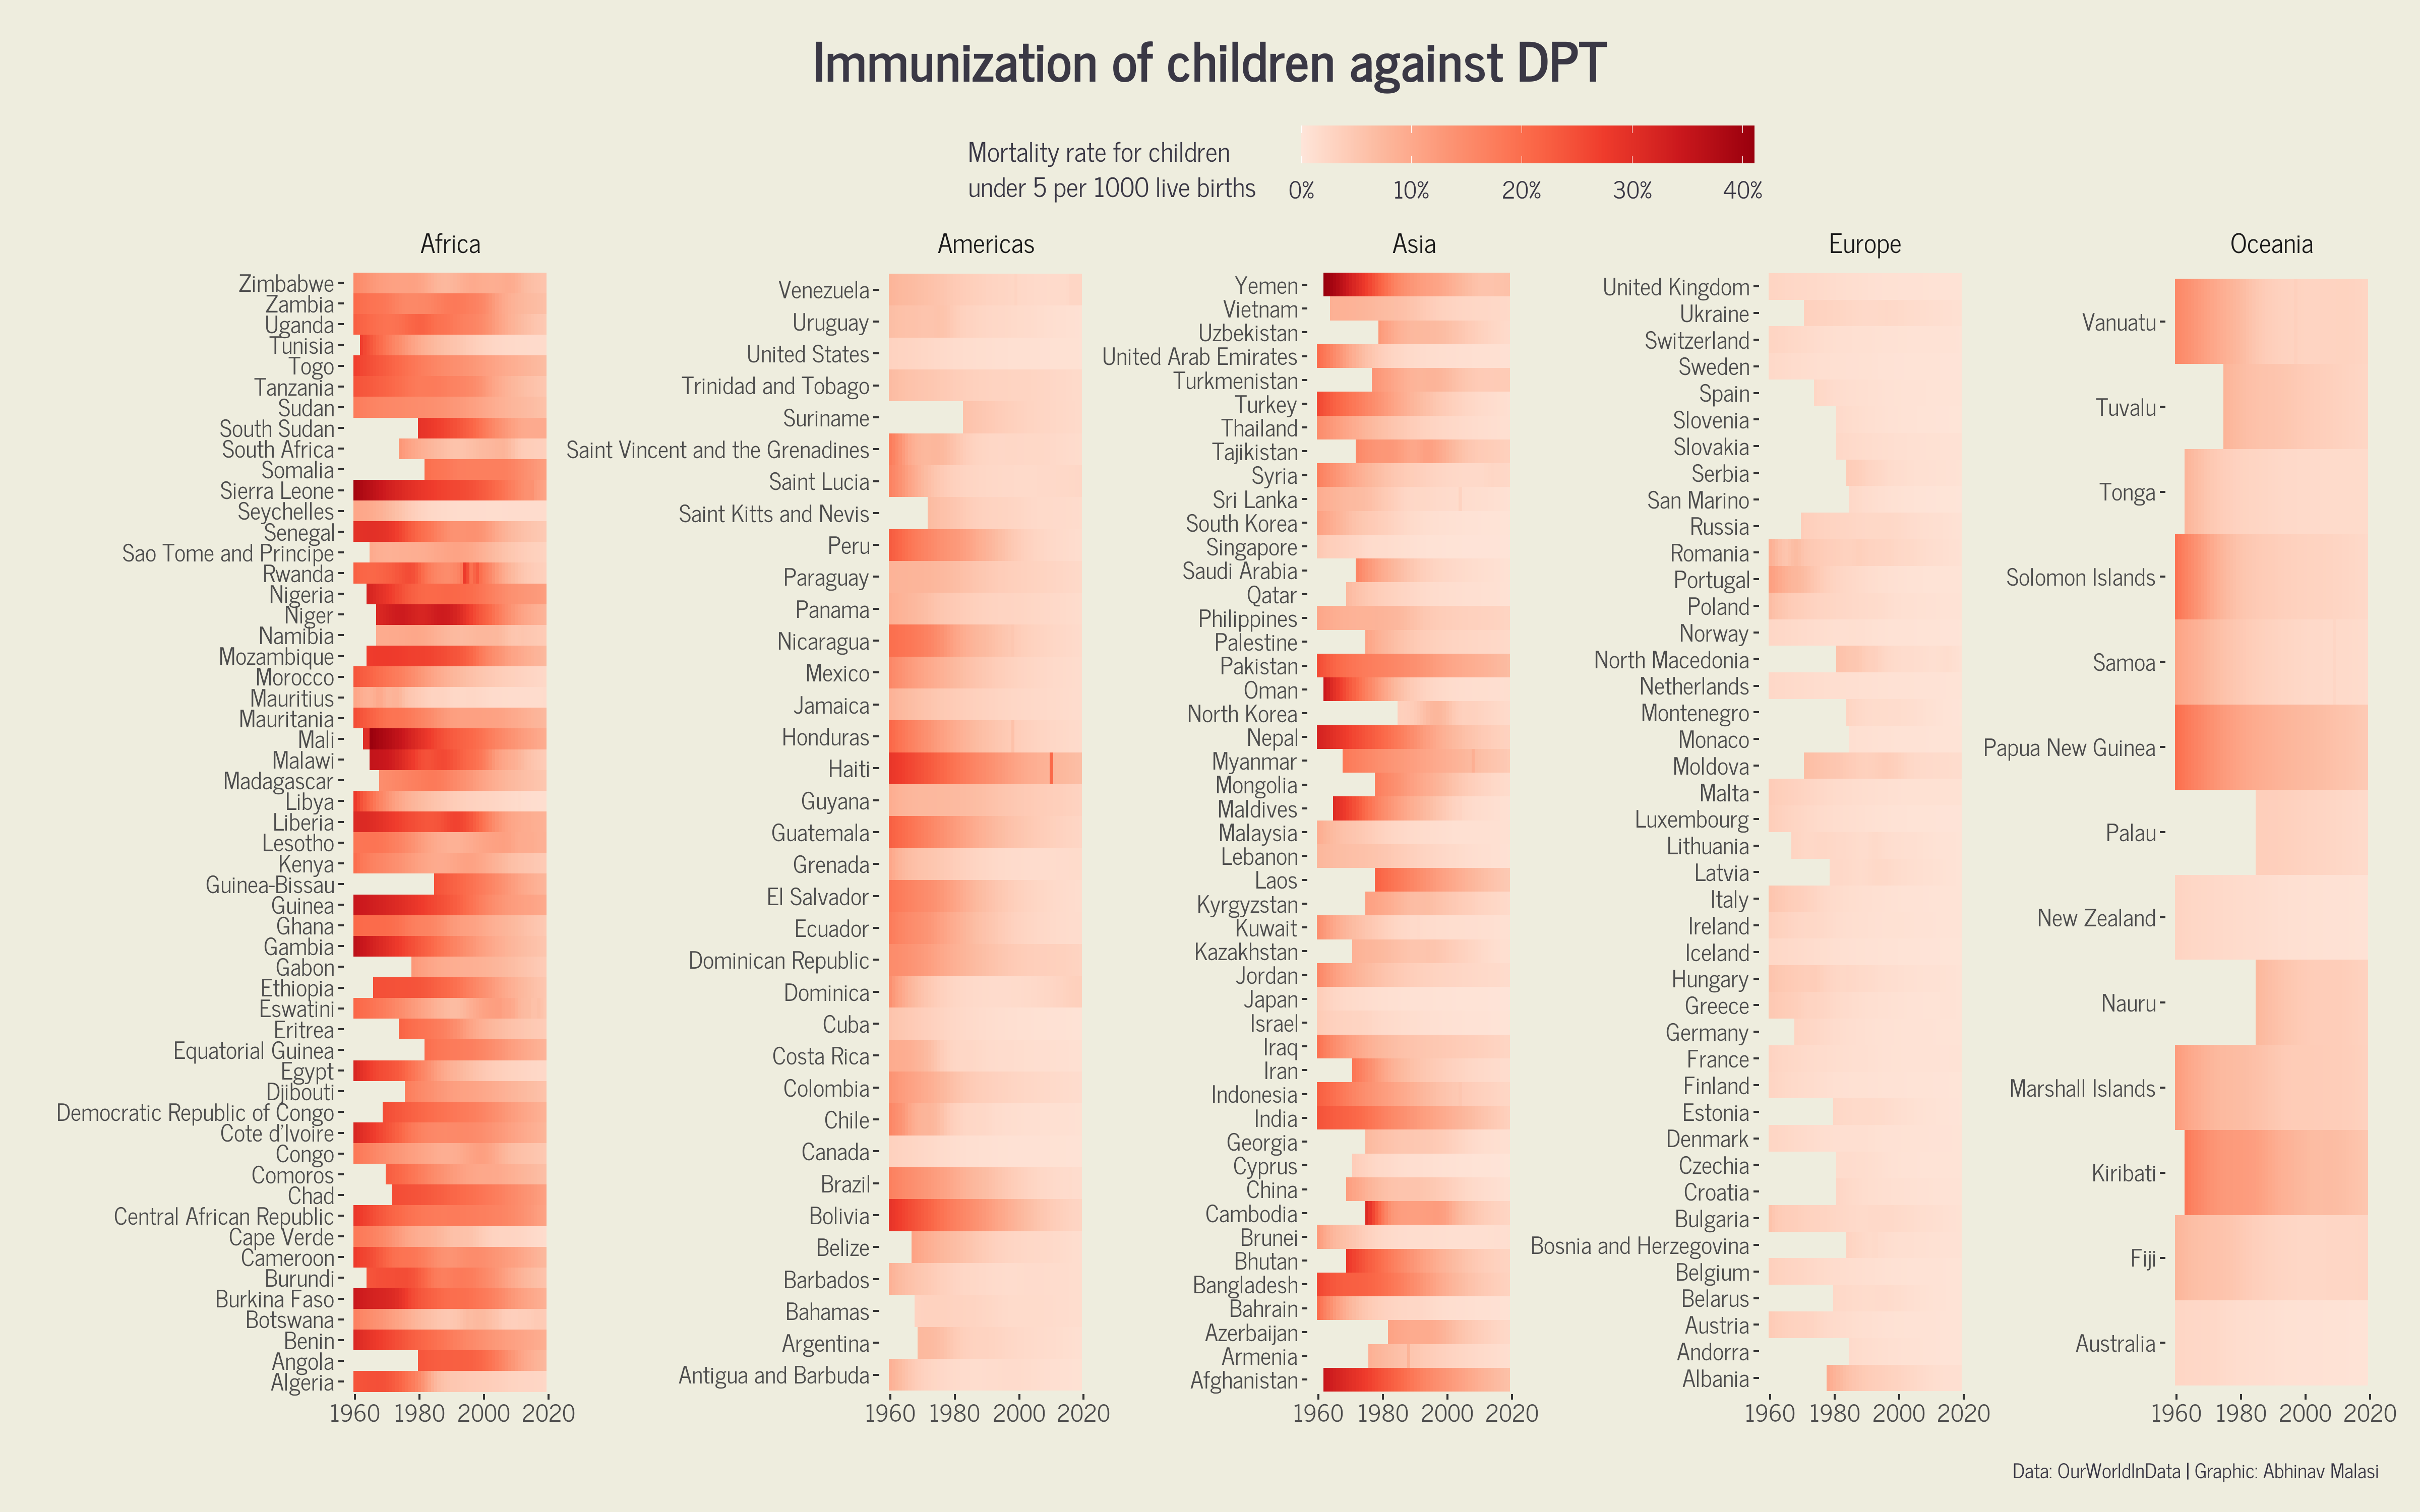 Immunization of children against DPT
Mortality rate for children
under 5 per 1000 live births
0% 10% 20% 30% 40%
Africa
Zimbabwe
Zambia
Uganda
Tunisia
Togo
Tanzania
Sudan
South Sudan
South Africa
Somalia
Sierra Leone
Seychelles
Senegal
Sao Tome and Principe
Rwanda
Nigeria
Niger
Namibia
Mozambique
Morocco
Mauritius
Mauritania
Mali
Malawi
Madagascar
Libya
Liberia
Lesotho
Kenya
Guinea-Bissau
Guinea
Ghana
Gambia
Gabon
Ethiopia
Eswatini
Eritrea
Equatorial Guinea
Egypt
Djibouti
Democratic Republic of Congo
Cote d'Ivoire
Congo
Comoros
Chad
Central African Republic
Cape Verde
Cameroon
Burundi
Burkina Faso
Botswana
Benin
Angola
Algeria
1960 1980 2000 2020
Americas
Venezuela
Uruguay
United States
Trinidad and Tobago
Suriname
Saint Vincent and the Grenadines
Saint Lucia
Saint Kitts and Nevis
Peru
Paraguay
Panama
Nicaragua
Mexico
Jamaica
Honduras
Haiti
Guyana
Guatemala
Grenada
El Salvador
Ecuador
Dominican Republic
Dominica
Cuba
Costa Rica
Colombia
Chile
Canada
Brazil
Bolivia
Belize
Barbados
Bahamas
Argentina
Antigua and Barbuda
1960 1980 2000 2020
Asia
Yemen
Vietnam
Uzbekistan
United Arab Emirates
Turkmenistan
Turkey
Thailand
Tajikistan
Syria
Sri Lanka
South Korea
Singapore
Saudi Arabia
Qatar
Philippines
Palestine
Pakistan
Oman
North Korea
Nepal
Myanmar
Mongolia
Maldives
Malaysia
Lebanon
Laos
Kyrgyzstan
Kuwait
Kazakhstan
Jordan
Japan
Israel
Iraq
Iran
Indonesia
India
Georgia
Cyprus
China
Cambodia
Brunei
Bhutan
Bangladesh
Bahrain
Azerbaijan
Armenia
Afghanistan
1960 1980 2000 2020
Europe
United Kingdom
Ukraine
Switzerland
Sweden
Spain
Slovenia
Slovakia
Serbia
San Marino
Russia
Romania
Portugal
Poland
Norway
North Macedonia
Netherlands
Montenegro
Monaco
Moldova
Malta
Luxembourg
Lithuania
Latvia
Italy
Ireland
Iceland
Hungary
Greece
Germany
France
Finland
Estonia
Denmark
Czechia
Croatia
Bulgaria
Bosnia and Herzegovina
Belgium
Belarus
Austria
Andorra
Albania
1960 1980 2000 2020
Oceania
Vanuatu
Tuvalu
Tonga
Solomon Islands
Samoa
Papua New Guinea
Palau
New Zealand
Nauru
Marshall Islands
Kiribati
Fiji
Australia
1960 1980 2000 2020
Data: OurWorldInData | Graphic: Abhinav Malasi